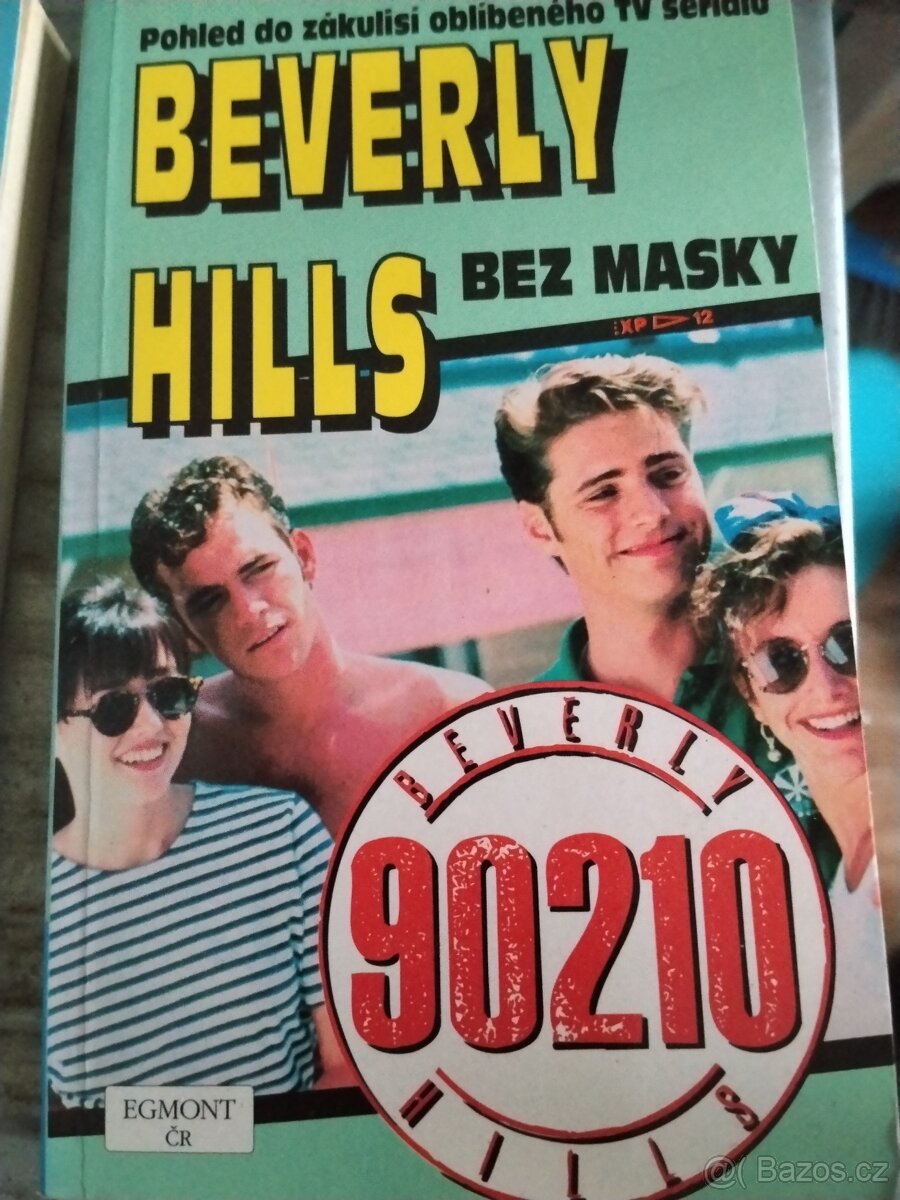 Pohled do zákulisí oblíbeného TV seriálu
BEVERLY
HILLS
BEZ MASKY
XP 12
BEVERLY
90210
HILLS
EGMONT
ČR
@ Bazos.cz